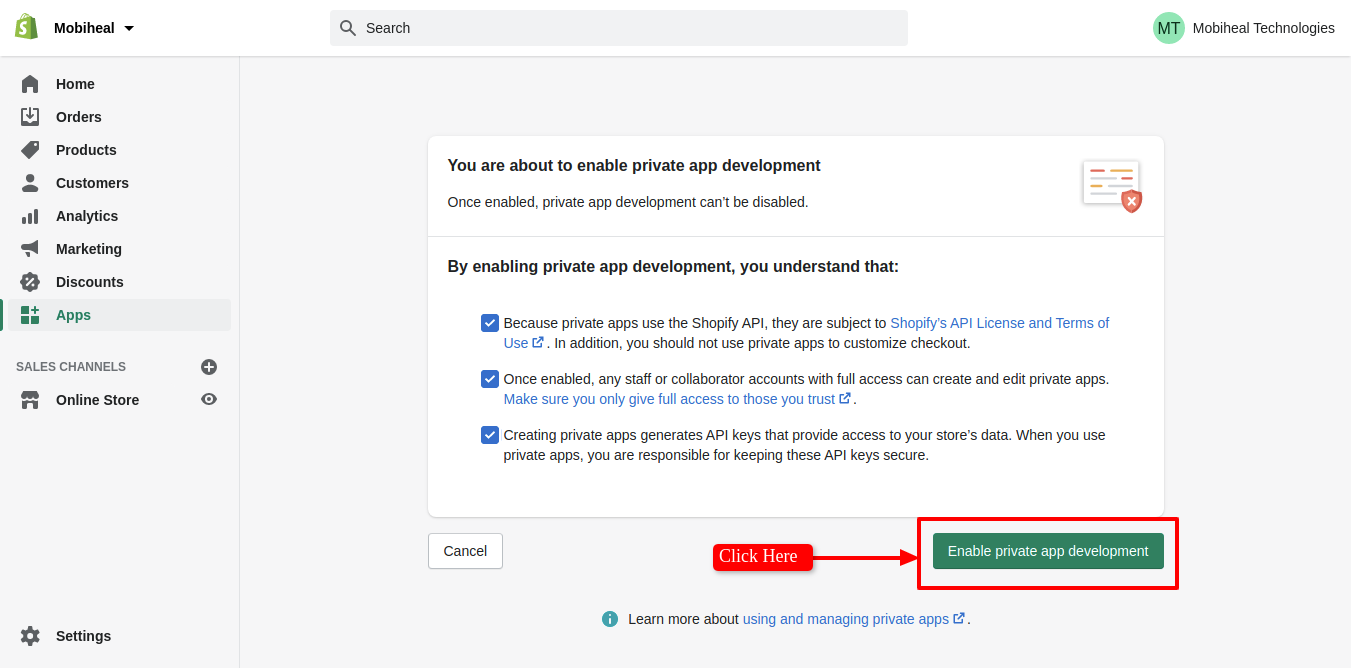 Mobiheal
Search
MT Mobiheal Technologies
Home
Orders
Products
Customers
Analytics
Marketing
Discounts
Apps
SALES CHANNELS
Online Store
Settings
You are about to enable private app development
Once enabled, private app development can’t be disabled.
By enabling private app development, you understand that:
Because private apps use the Shopify API, they are subject to Shopify’s API License and Terms of
Use . In addition, you should not use private apps to customize checkout.
Once enabled, any staff or collaborator accounts with full access can create and edit private apps.
Make sure you only give full access to those you trust .
Creating private apps generates API keys that provide access to your store’s data. When you use
private apps, you are responsible for keeping these API keys secure.
Cancel
Click Here
Enable private app development
Learn more about using and managing private apps .